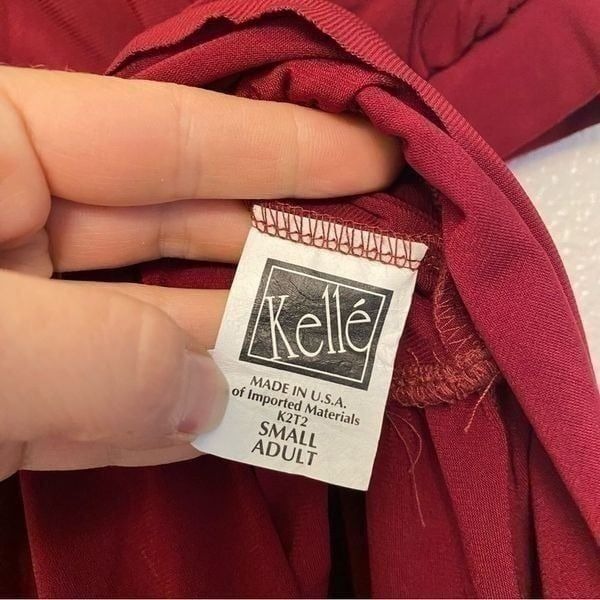 Kellé
MADE IN U.S.A.
of Imported Materials
K2T2
SMALL
ADULT